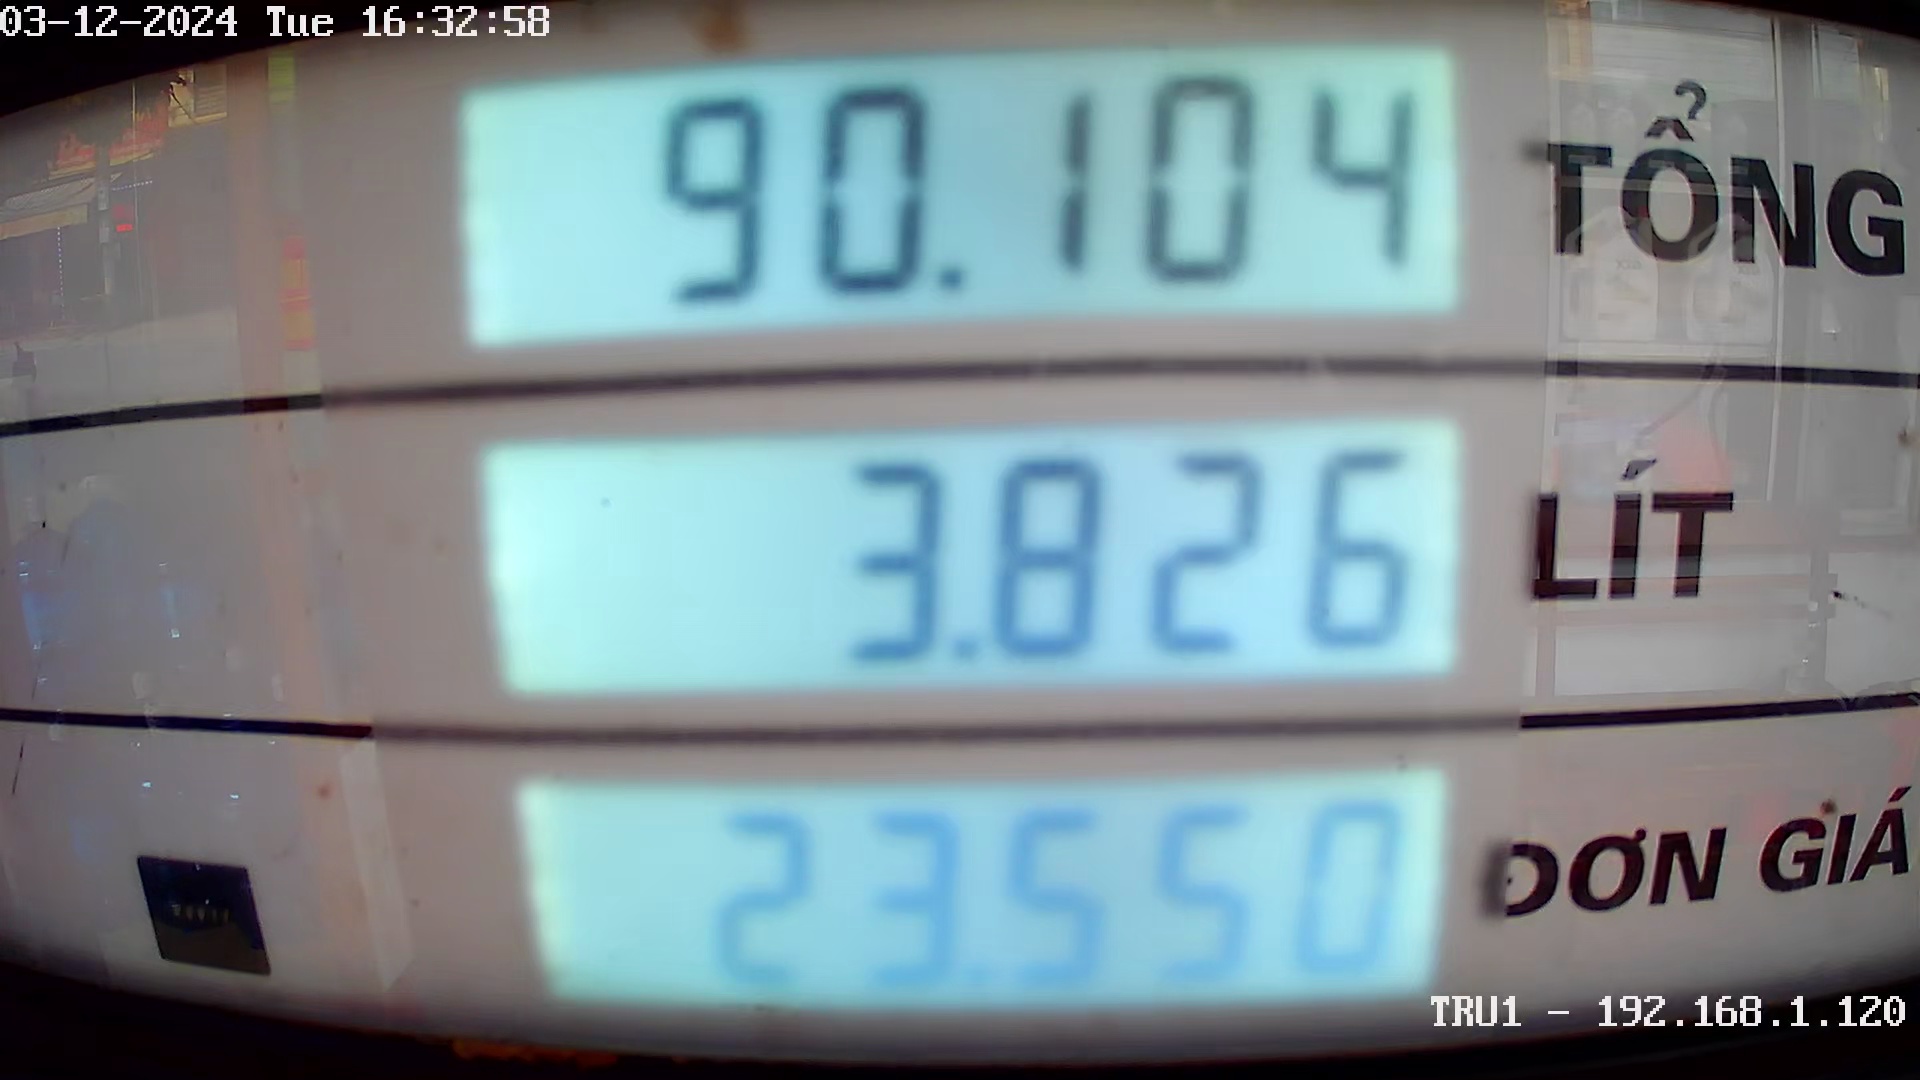 03-12-2024 Tue 16:32:58
90.104 TỔNG
3.826 LÍT
23.550 ĐƠN GIÁ
TRU1 - 192.168.1.120